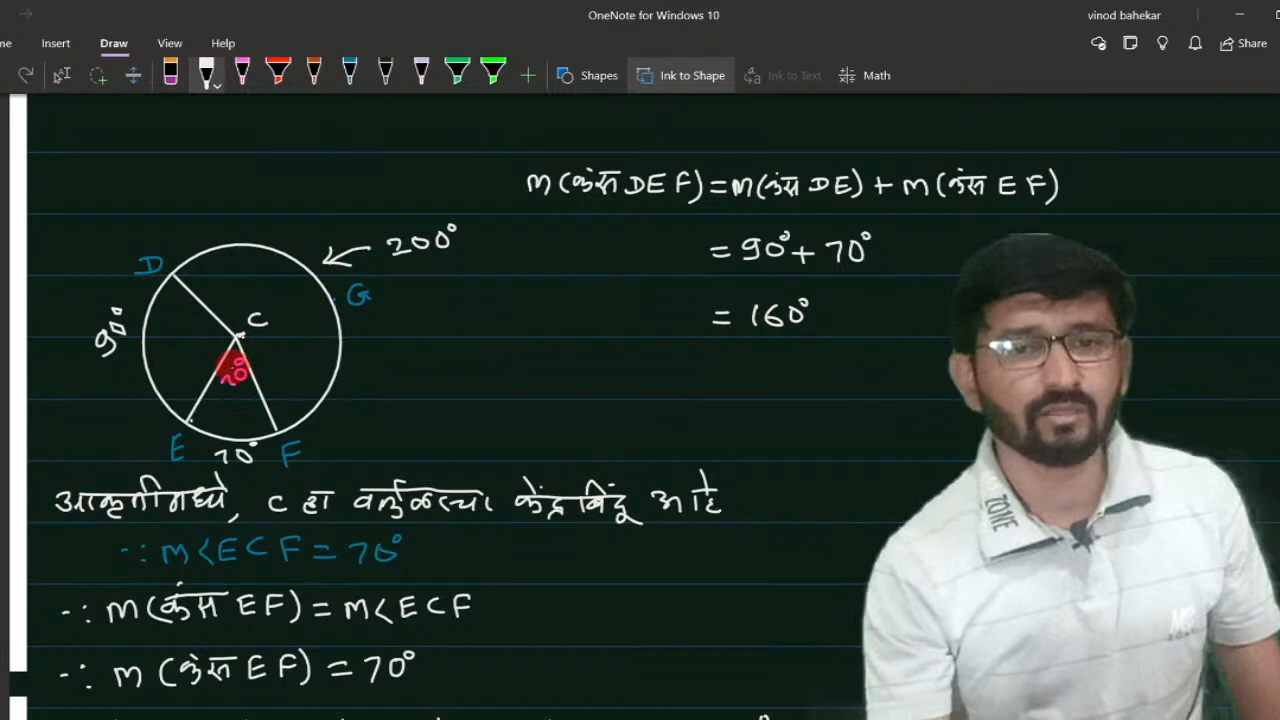 OneNote for Windows 10
vinod bahekar
Insert Draw View Help
Share
Shapes Ink to Shape Ink to Text Math
m(कंस DEF)=m(कंस DE)+m(कंस EF)
=90°+70°
=160°
200°
D
G
C
90°
70°
E 70° F
आकृतीमध्ये, C हा वर्तुळाचा केंद्रबिंदू आहे
∵ m<ECF=70°
∴ m(कंस EF)=m<ECF
∴ m(कंस EF)=70°
ZONE